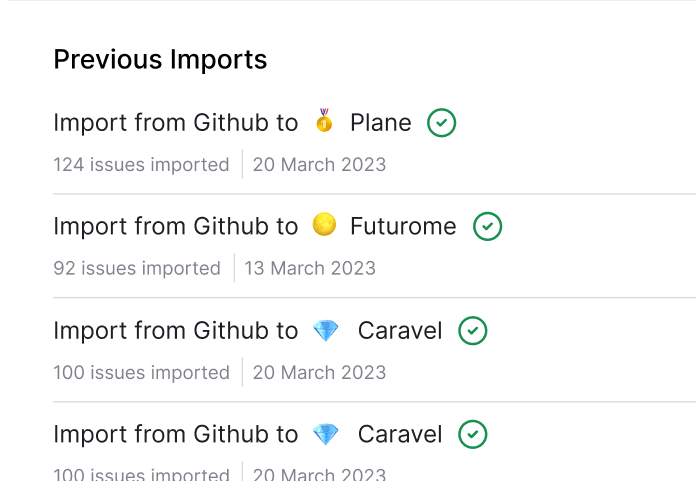 Previous Imports
Import from Github to 🥇 Plane
124 issues imported 20 March 2023
Import from Github to 🌕 Futurome
92 issues imported 13 March 2023
Import from Github to 💎 Caravel
100 issues imported 20 March 2023
Import from Github to 💎 Caravel
100 issues imported 20 March 2023